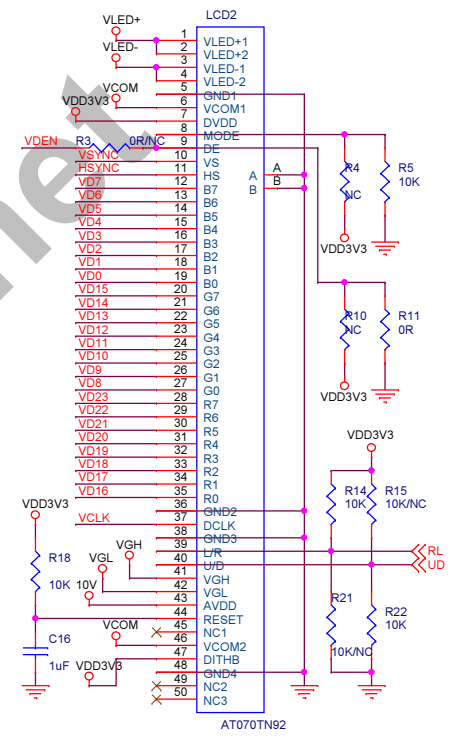 LCD2
VLED+
1 VLED+1
2 VLED+2
VLED-
3 VLED-1
4 VLED-2
5 GND1
VCOM
6 VCOM1
VDD3V3
7 DVDD
8 MODE
VDEN R3 0R/NC 9 DE
VSYNC 10 VS
HSYNC 11 HS
VD7 12 B7
VD6 13 B6
VD5 14 B5
VD4 15 B4
VD3 16 B3
VD2 17 B2
VD1 18 B1
VD0 19 B0
VD15 20 G7
VD14 21 G6
VD13 22 G5
VD12 23 G4
VD11 24 G3
VD10 25 G2
VD9 26 G1
VD8 27 G0
VD23 28 R7
VD22 29 R6
VD21 30 R5
VD20 31 R4
VD19 32 R3
VD18 33 R2
VD17 34 R1
VD16 35 R0
36 GND2
VCLK 37 DCLK
38 GND3
39 L/R
40 U/D
VGH
41 VGH
VGL
42 VGL
10V
43 AVDD
44 RESET
45 NC1
VCOM
46 VCOM2
47 DITHB
VDD3V3
48 GND4
49 NC2
50 NC3
AT070TN92
A A
B B
R4
NC
R5
10K
VDD3V3
R10
NC
R11
0R
VDD3V3
VDD3V3
R14
10K
R15
10K/NC
RL
UD
R21
10K/NC
R22
10K
VDD3V3
R18
10K
C16
1uF
net